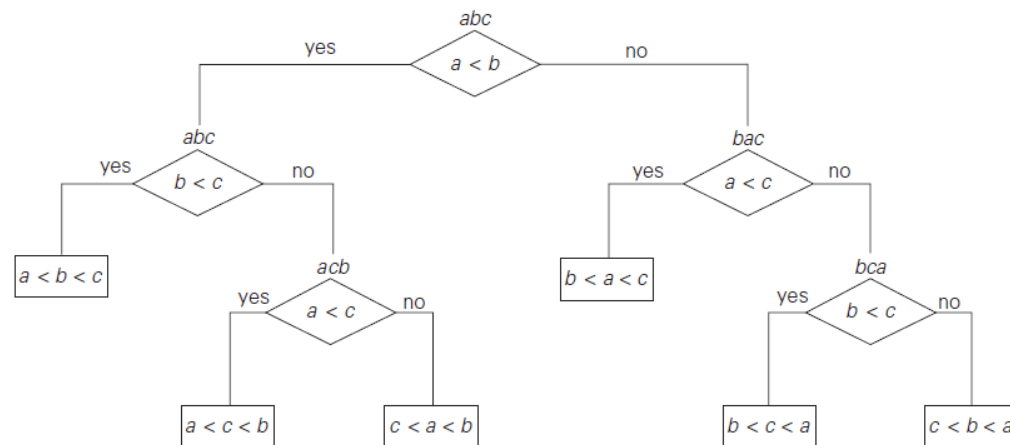 abc
yes
a < b
no
abc
bac
yes
b < c
no
yes
a < c
no
a < b < c
acb
b < a < c
bca
yes
a < c
no
yes
b < c
no
a < c < b
c < a < b
b < c < a
c < b < a